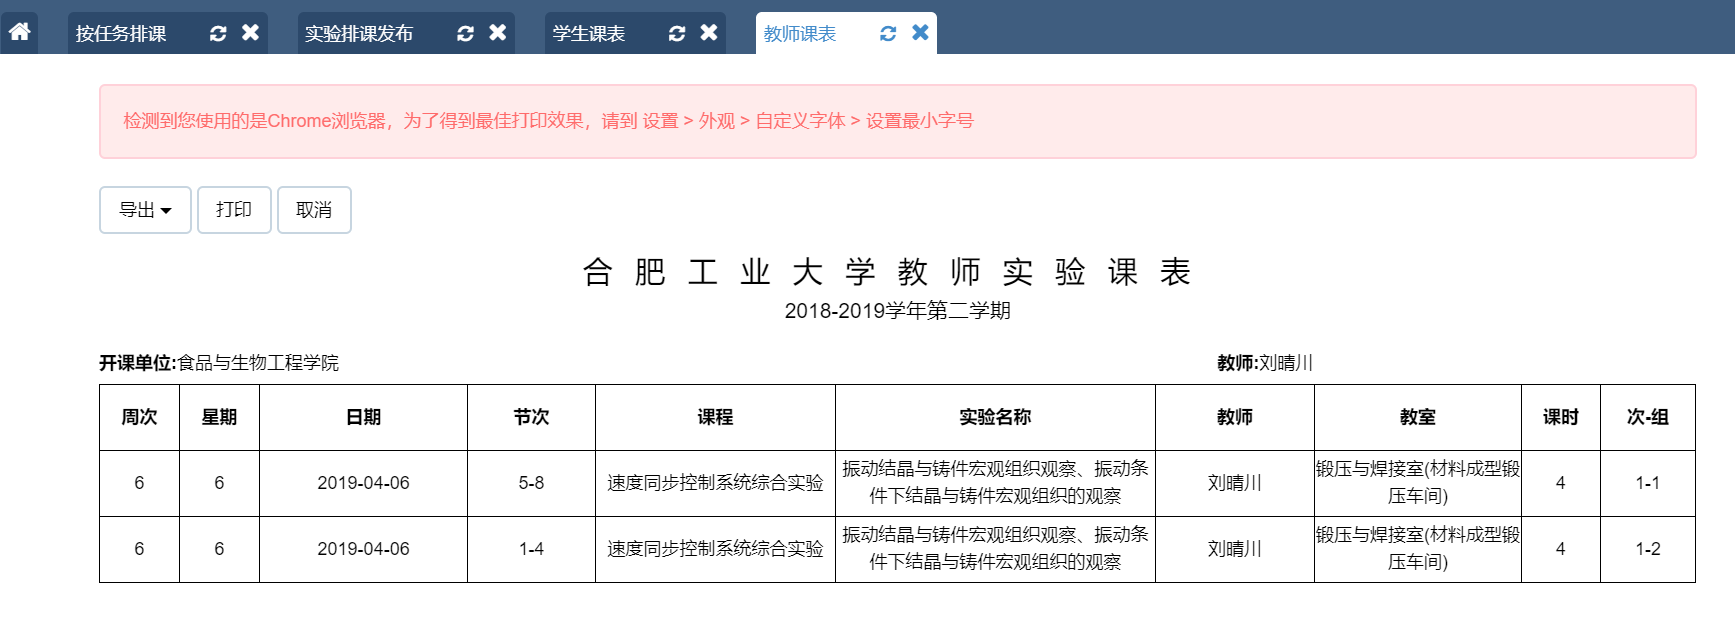 按任务排课 实验排课发布 学生课表 教师课表
检测到您使用的是Chrome浏览器，为了得到最佳打印效果，请到 设置 > 外观 > 自定义字体 > 设置最小字号
导出 打印 取消
合肥工业大学教师实验课表
2018-2019学年第二学期
开课单位:食品与生物工程学院 教师:刘晴川
周次 星期 日期 节次 课程 实验名称 教师 教室 课时 次-组
6 6 2019-04-06 5-8 速度同步控制系统综合实验 振动结晶与铸件宏观组织观察、振动条件下结晶与铸件宏观组织的观察 刘晴川 锻压与焊接室(材料成型锻压车间) 4 1-1
6 6 2019-04-06 1-4 速度同步控制系统综合实验 振动结晶与铸件宏观组织观察、振动条件下结晶与铸件宏观组织的观察 刘晴川 锻压与焊接室(材料成型锻压车间) 4 1-2